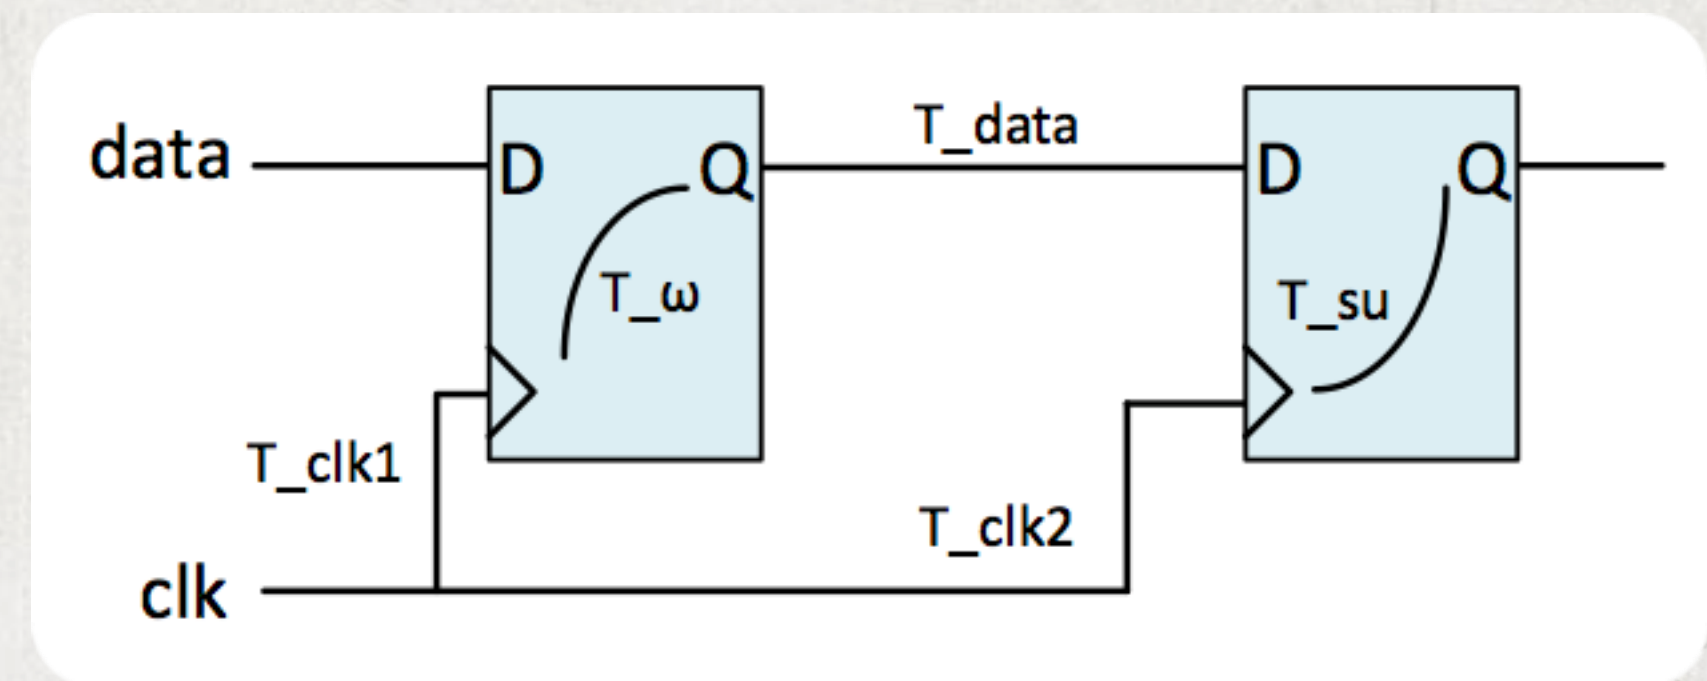 data
D
Q
T_data
D
Q
T_ω
T_su
T_clk1
T_clk2
clk